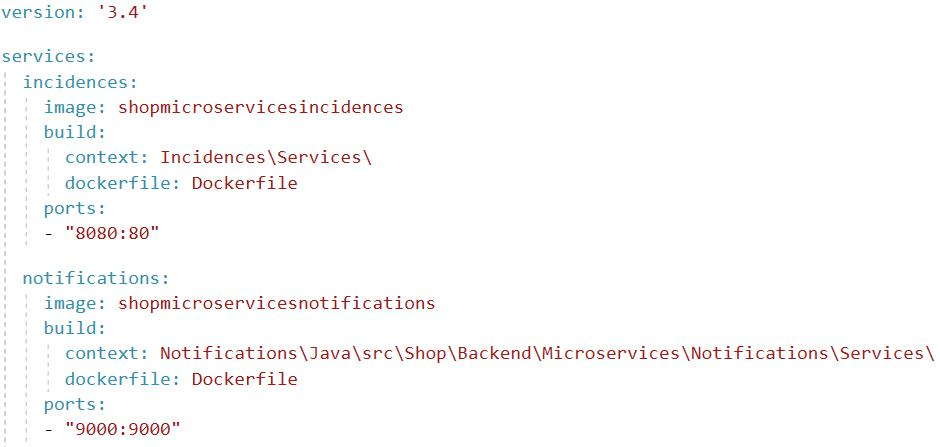 version: '3.4'
services:
incidences:
image: shopmicroservicesincidences
build:
context: Incidences\Services\
dockerfile: Dockerfile
ports:
- "8080:80"
notifications:
image: shopmicroservicesnotifications
build:
context: Notifications\Java\src\Shop\Backend\Microservices\Notifications\Services\
dockerfile: Dockerfile
ports:
- "9000:9000"